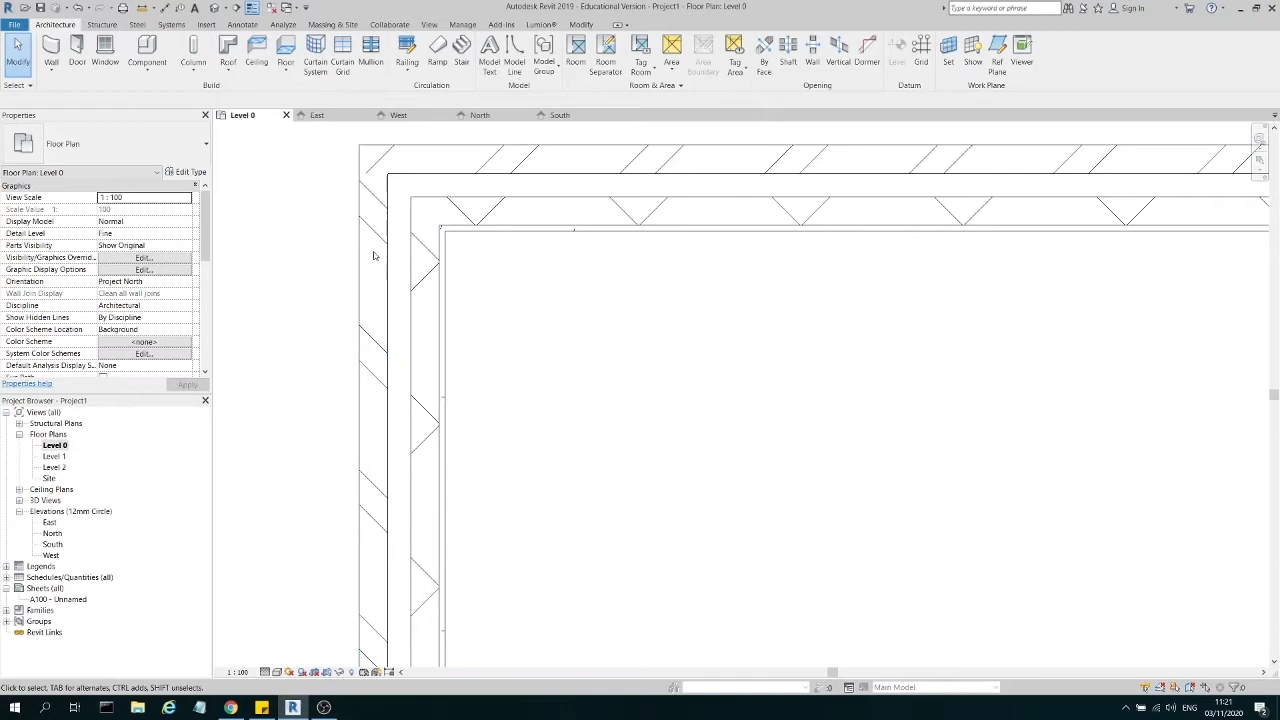 Autodesk Revit 2019 - Educational Version - Project1 - Floor Plan: Level 0
Type a keyword or phrase
Sign In
File
Architecture
Structure
Steel
Systems
Insert
Annotate
Analyze
Massing & Site
Collaborate
View
Manage
Add-Ins
Lumion®
Modify
Modify
Wall
Door
Window
Component
Column
Roof
Ceiling
Floor
Curtain System
Curtain Grid
Mullion
Railing
Ramp
Stair
Model Text
Model Line
Model Group
Room
Room Separator
Tag Room
Area
Area Boundary
Tag Area
By Face
Shaft
Wall
Vertical
Dormer
Level
Grid
Set
Show
Ref Plane
Viewer
Select
Build
Circulation
Model
Room & Area
Opening
Datum
Work Plane
Properties
Level 0
East
West
North
South
Floor Plan
Floor Plan: Level 0
Edit Type
Graphics
View Scale 1 : 100
Scale Value 1: 100
Display Model Normal
Detail Level Fine
Parts Visibility Show Original
Visibility/Graphics Overrid... Edit...
Graphic Display Options Edit...
Orientation Project North
Wall Join Display Clean all wall joins
Discipline Architectural
Show Hidden Lines By Discipline
Color Scheme Location Background
Color Scheme <none>
System Color Schemes Edit...
Default Analysis Display S... None
Properties help
Apply
Project Browser - Project1
Views (all)
Structural Plans
Floor Plans
Level 0
Level 1
Level 2
Site
Ceiling Plans
3D Views
Elevations (12mm Circle)
East
North
South
West
Legends
Schedules/Quantities (all)
Sheets (all)
A100 - Unnamed
Families
Groups
Revit Links
1 : 100
Click to select, TAB for alternates, CTRL adds, SHIFT unselects.
:0
Main Model
:0
ENG
11:21
03/11/2020
2